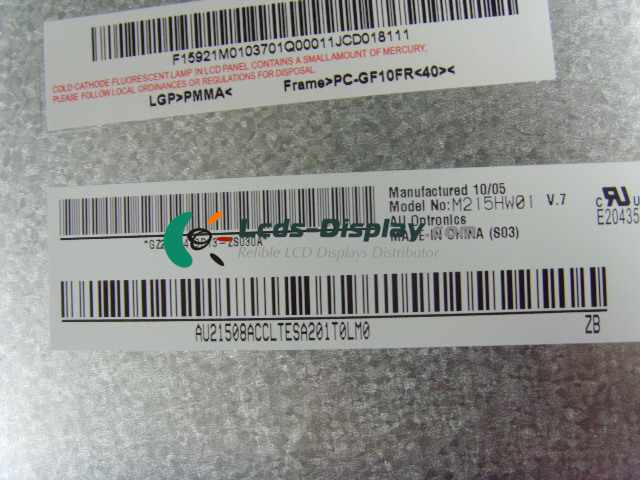 F15921M0103701Q00011JCD018111
COLD CATHODE FLUORESCENT LAMP IN LCD PANEL CONTAINS A SMALL AMOUNT OF MERCURY,
PLEASE FOLLOW LOCAL ORDINANCES OR REGULATIONS FOR DISPOSAL.
LGP>PMMA< Frame>PC-GF10FR<40><
Manufactured 10/05
Model No:M215HW01 V.7
AU Optronics
MADE IN CHINA (S03)
E20435
Lcds-Display.com
Relible LCD Displays Distributor
AU21508ACCLTESA201T0LM0 ZB